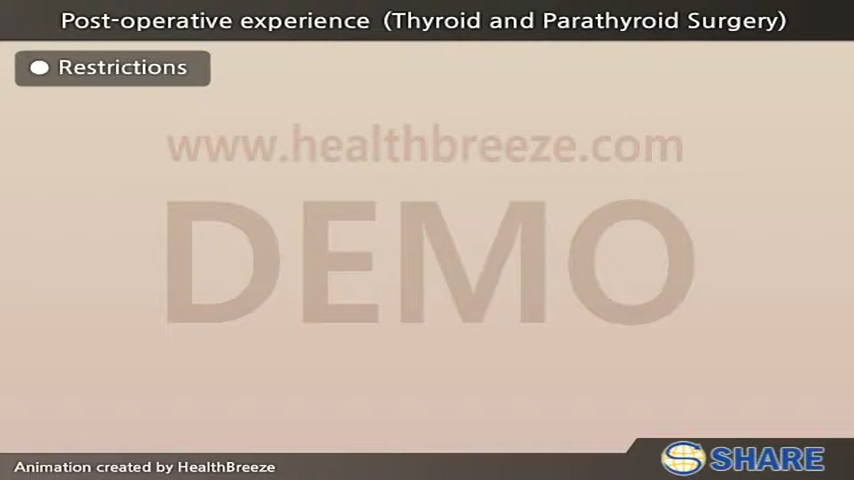 Post-operative experience (Thyroid and Parathyroid Surgery)
Restrictions
www.healthbreeze.com
DEMO
Animation created by HealthBreeze
SHARE